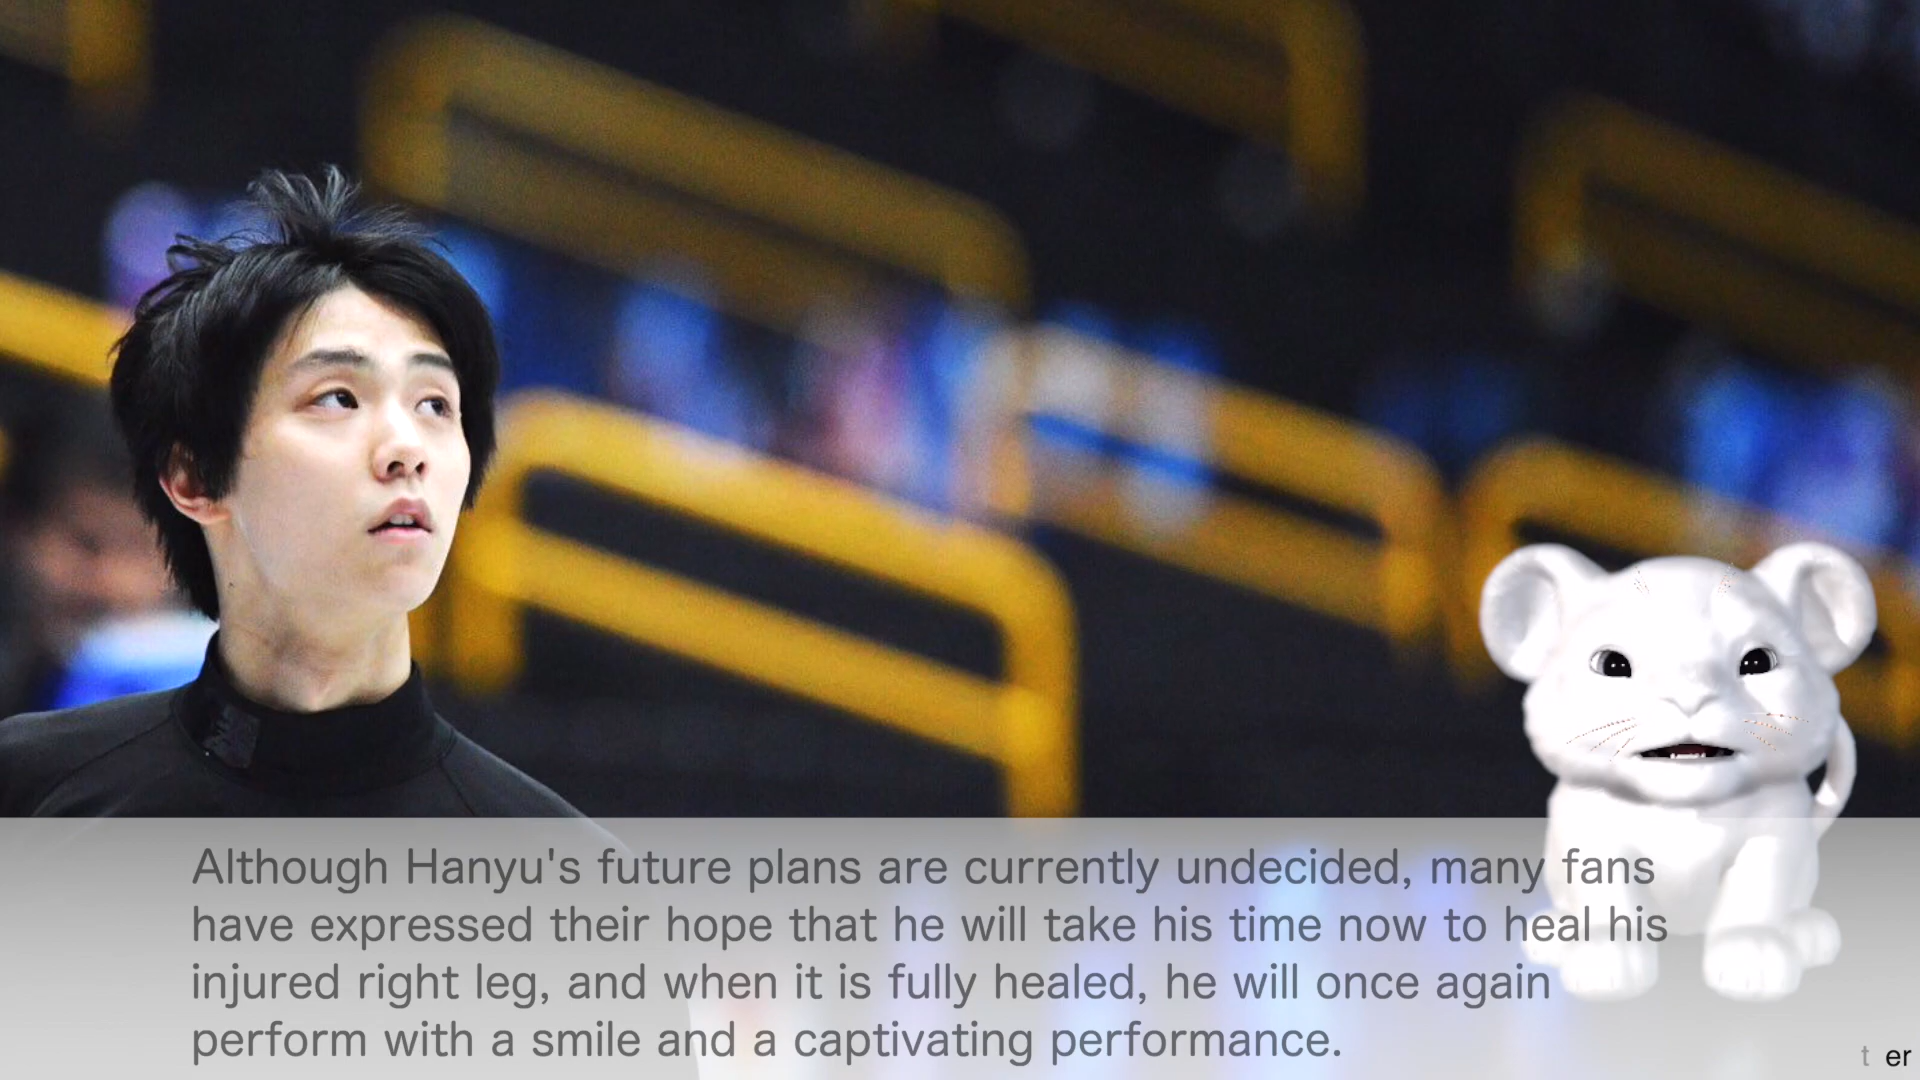 Although Hanyu's future plans are currently undecided, many fans
have expressed their hope that he will take his time now to heal his
injured right leg, and when it is fully healed, he will once again
perform with a smile and a captivating performance.
t er